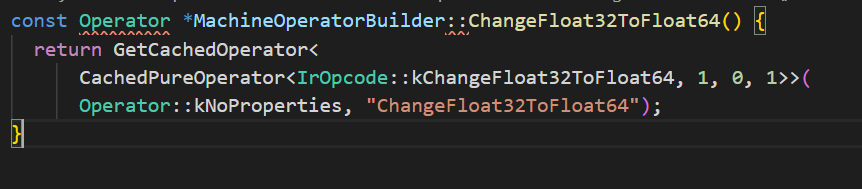 const Operator *MachineOperatorBuilder::ChangeFloat32ToFloat64() {
  return GetCachedOperator<
      CachedPureOperator<IrOpcode::kChangeFloat32ToFloat64, 1, 0, 1>>(
      Operator::kNoProperties, "ChangeFloat32ToFloat64");
}